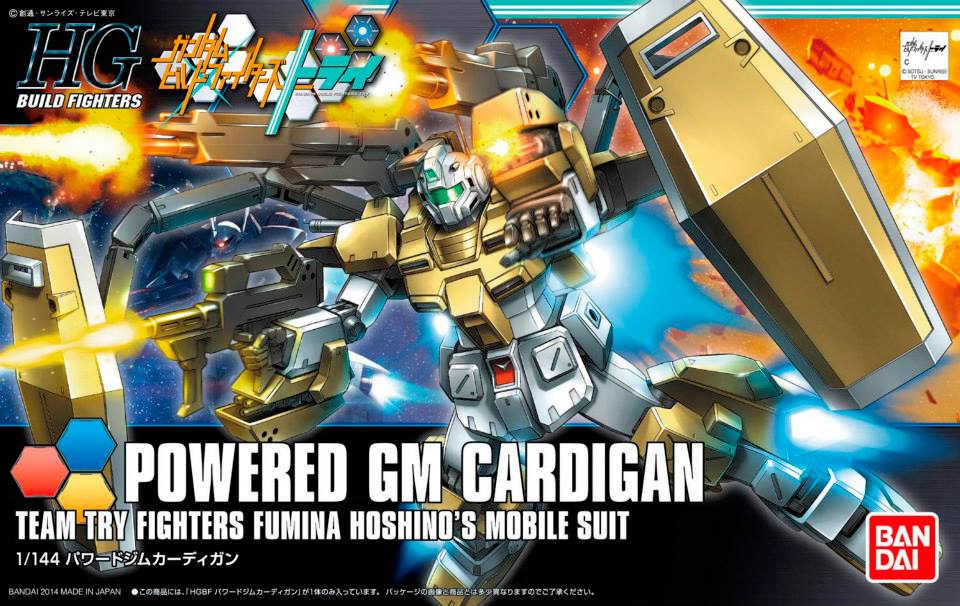 ©創通・サンライズ・テレビ東京
HG
BUILD FIGHTERS
ガンダム
ビルドファイターズ
トライ
C
©SOTSU・SUNRISE
TV TOKYO
POWERED GM CARDIGAN
TEAM TRY FIGHTERS FUMINA HOSHINO'S MOBILE SUIT
1/144 パワードジムカーディガン
BAN
DAI
BANDAI 2014 MADE IN JAPAN ●この商品には、「HGBF パワードジムカーディガン」が1体のみ入っています。 パッケージの画像と商品とは多少異なりますのでご了承ください。